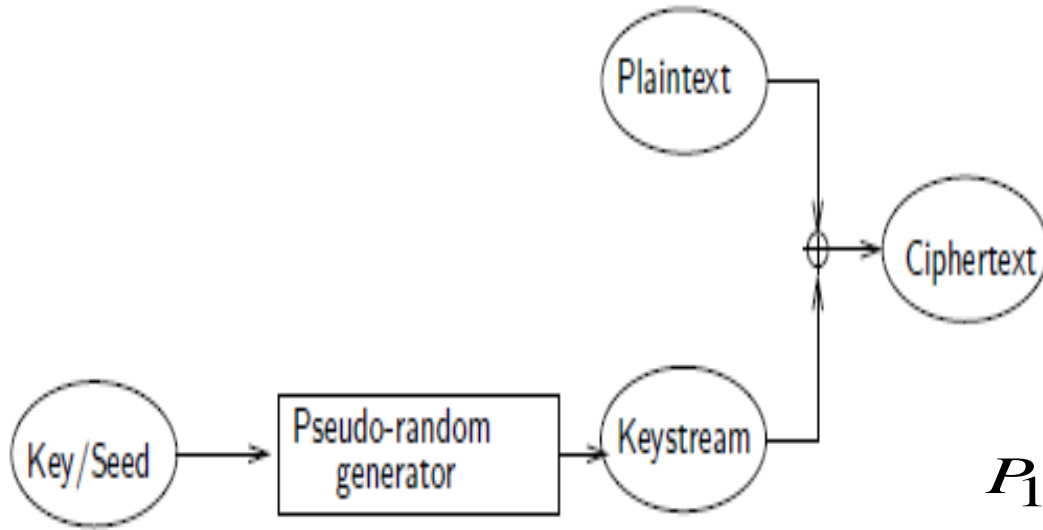 Plaintext
Ciphertext
Key/Seed
Pseudo-random
generator
Keystream
P1